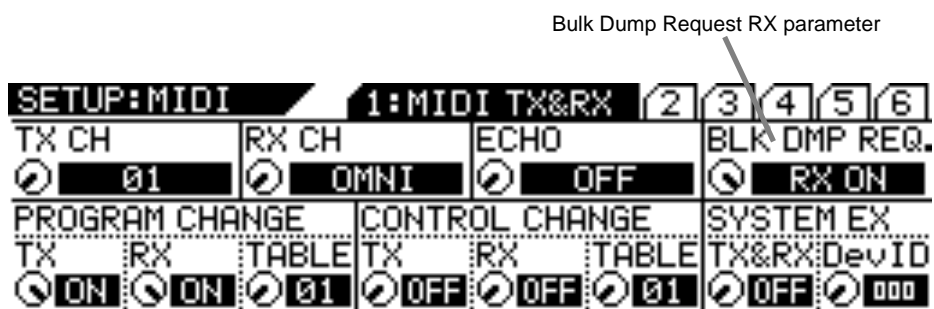 Bulk Dump Request RX parameter
SETUP:MIDI 1:MIDI TX&RX 2 3 4 5 6
TX CH RX CH ECHO BLK DMP REQ.
01 OMNI OFF RX ON
PROGRAM CHANGE CONTROL CHANGE SYSTEM EX
TX RX TABLE TX RX TABLE TX&RX DevID
ON ON 01 OFF OFF 01 OFF 000